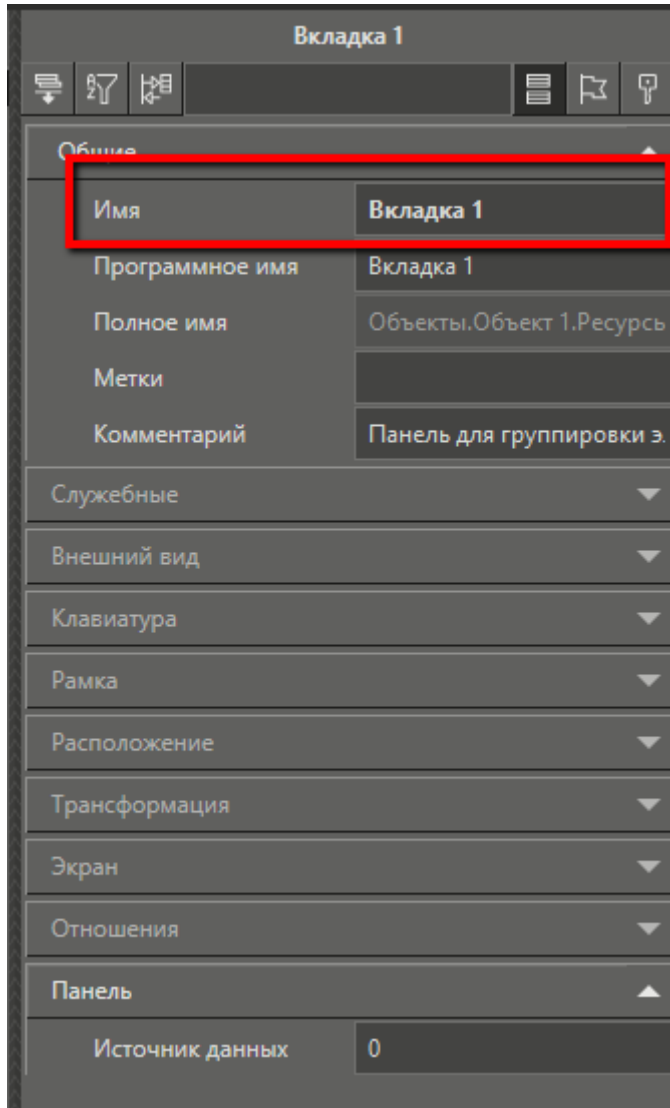 Вкладка 1
Общие
Имя Вкладка 1
Программное имя Вкладка 1
Полное имя Объекты.Объект 1.Ресурсь
Метки
Комментарий Панель для группировки э.
Служебные
Внешний вид
Клавиатура
Рамка
Расположение
Трансформация
Экран
Отношения
Панель
Источник данных 0